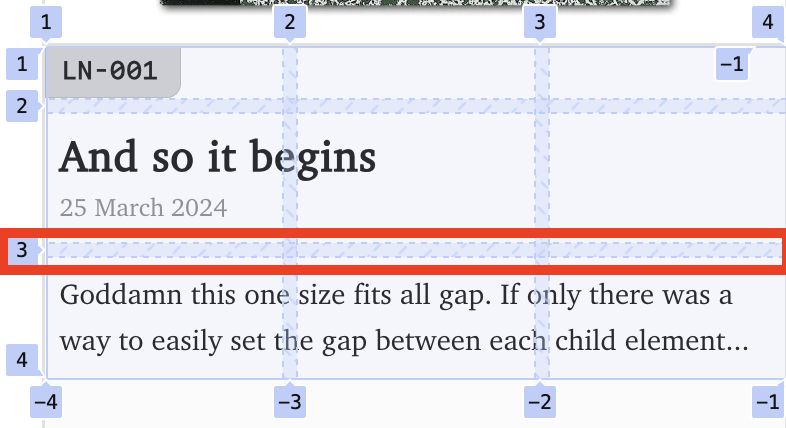 1 2 3 4
1 LN-001 −1
2
And so it begins
25 March 2024
3
Goddamn this one size fits all gap. If only there was a
way to easily set the gap between each child element...
4
−4 −3 −2 −1